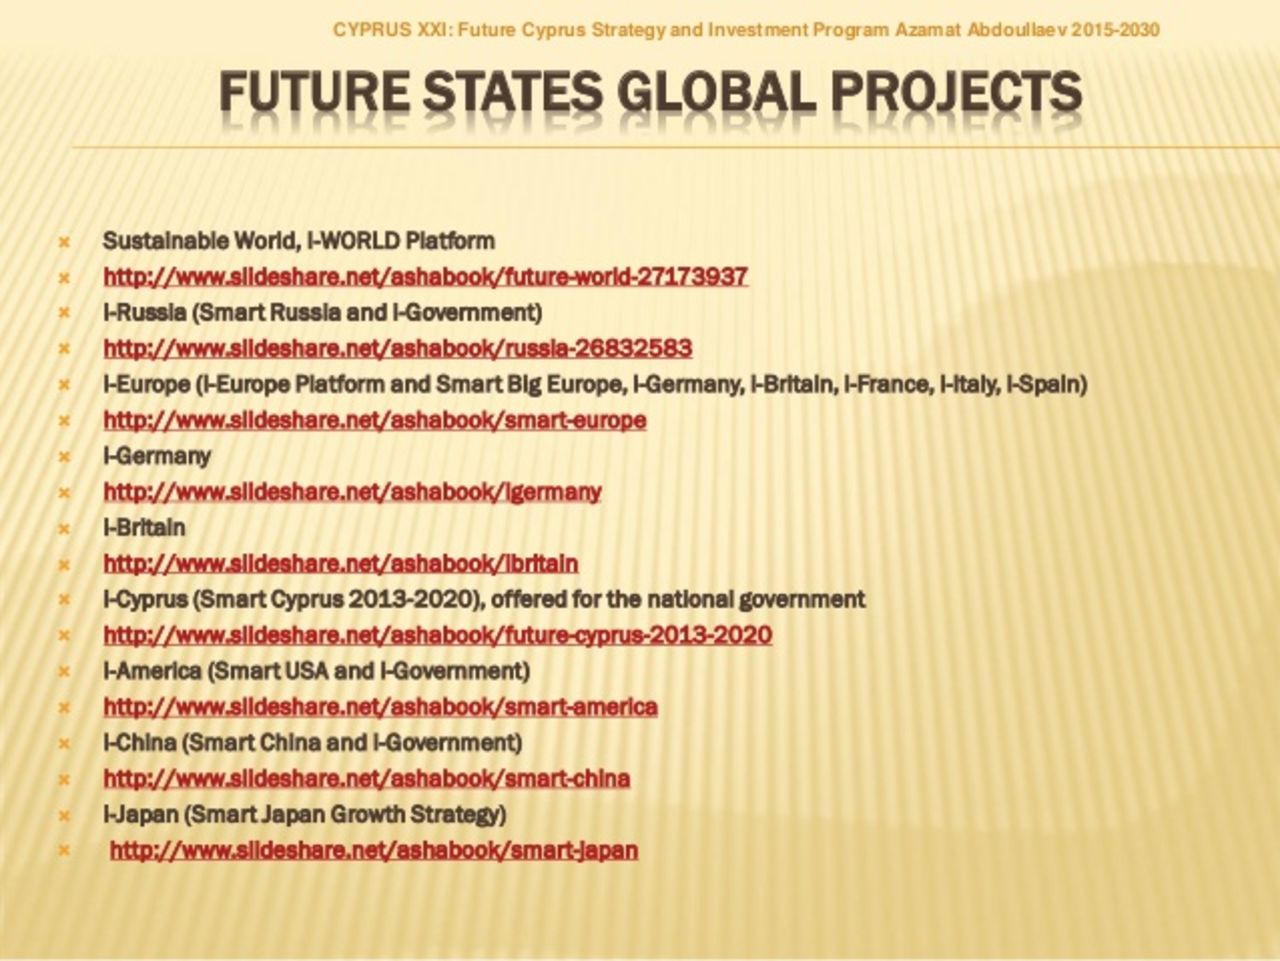 CYPRUS XXI: Future Cyprus Strategy and Investment Program Azamat Abdoullaev 2015-2030
FUTURE STATES GLOBAL PROJECTS
Sustainable World, I-WORLD Platform
http://www.slideshare.net/ashabook/future-world-27173937
I-Russia (Smart Russia and I-Government)
http://www.slideshare.net/ashabook/russia-26832583
I-Europe (I-Europe Platform and Smart Big Europe, I-Germany, I-Britain, I-France, I-Italy, I-Spain)
http://www.slideshare.net/ashabook/smart-europe
I-Germany
http://www.slideshare.net/ashabook/igermany
I-Britain
http://www.slideshare.net/ashabook/ibritain
I-Cyprus (Smart Cyprus 2013-2020), offered for the national government
http://www.slideshare.net/ashabook/future-cyprus-2013-2020
I-America (Smart USA and I-Government)
http://www.slideshare.net/ashabook/smart-america
I-China (Smart China and I-Government)
http://www.slideshare.net/ashabook/smart-china
I-Japan (Smart Japan Growth Strategy)
http://www.slideshare.net/ashabook/smart-japan